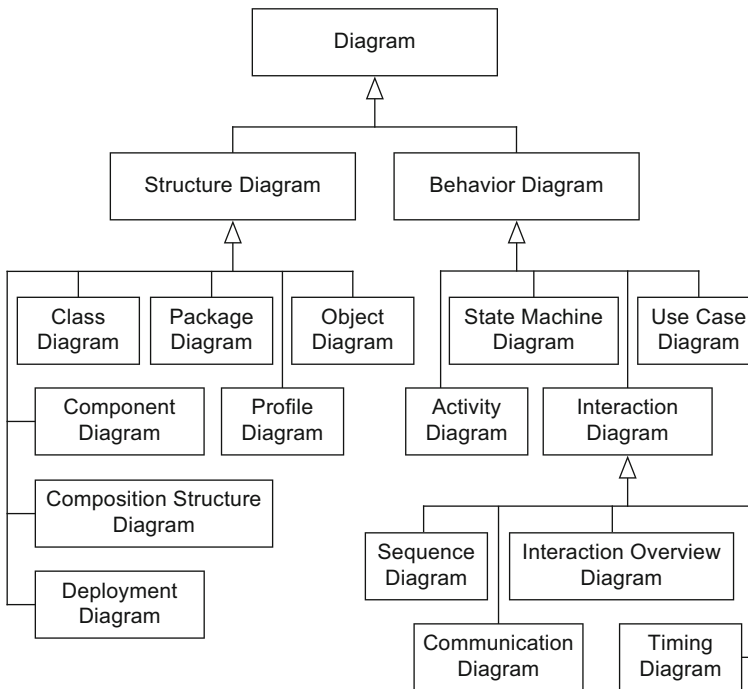 Diagram
Structure Diagram
Behavior Diagram
Class
Diagram
Package
Diagram
Object
Diagram
State Machine
Diagram
Use Case
Diagram
Component
Diagram
Profile
Diagram
Activity
Diagram
Interaction
Diagram
Composition Structure
Diagram
Sequence
Diagram
Interaction Overview
Diagram
Deployment
Diagram
Communication
Diagram
Timing
Diagram